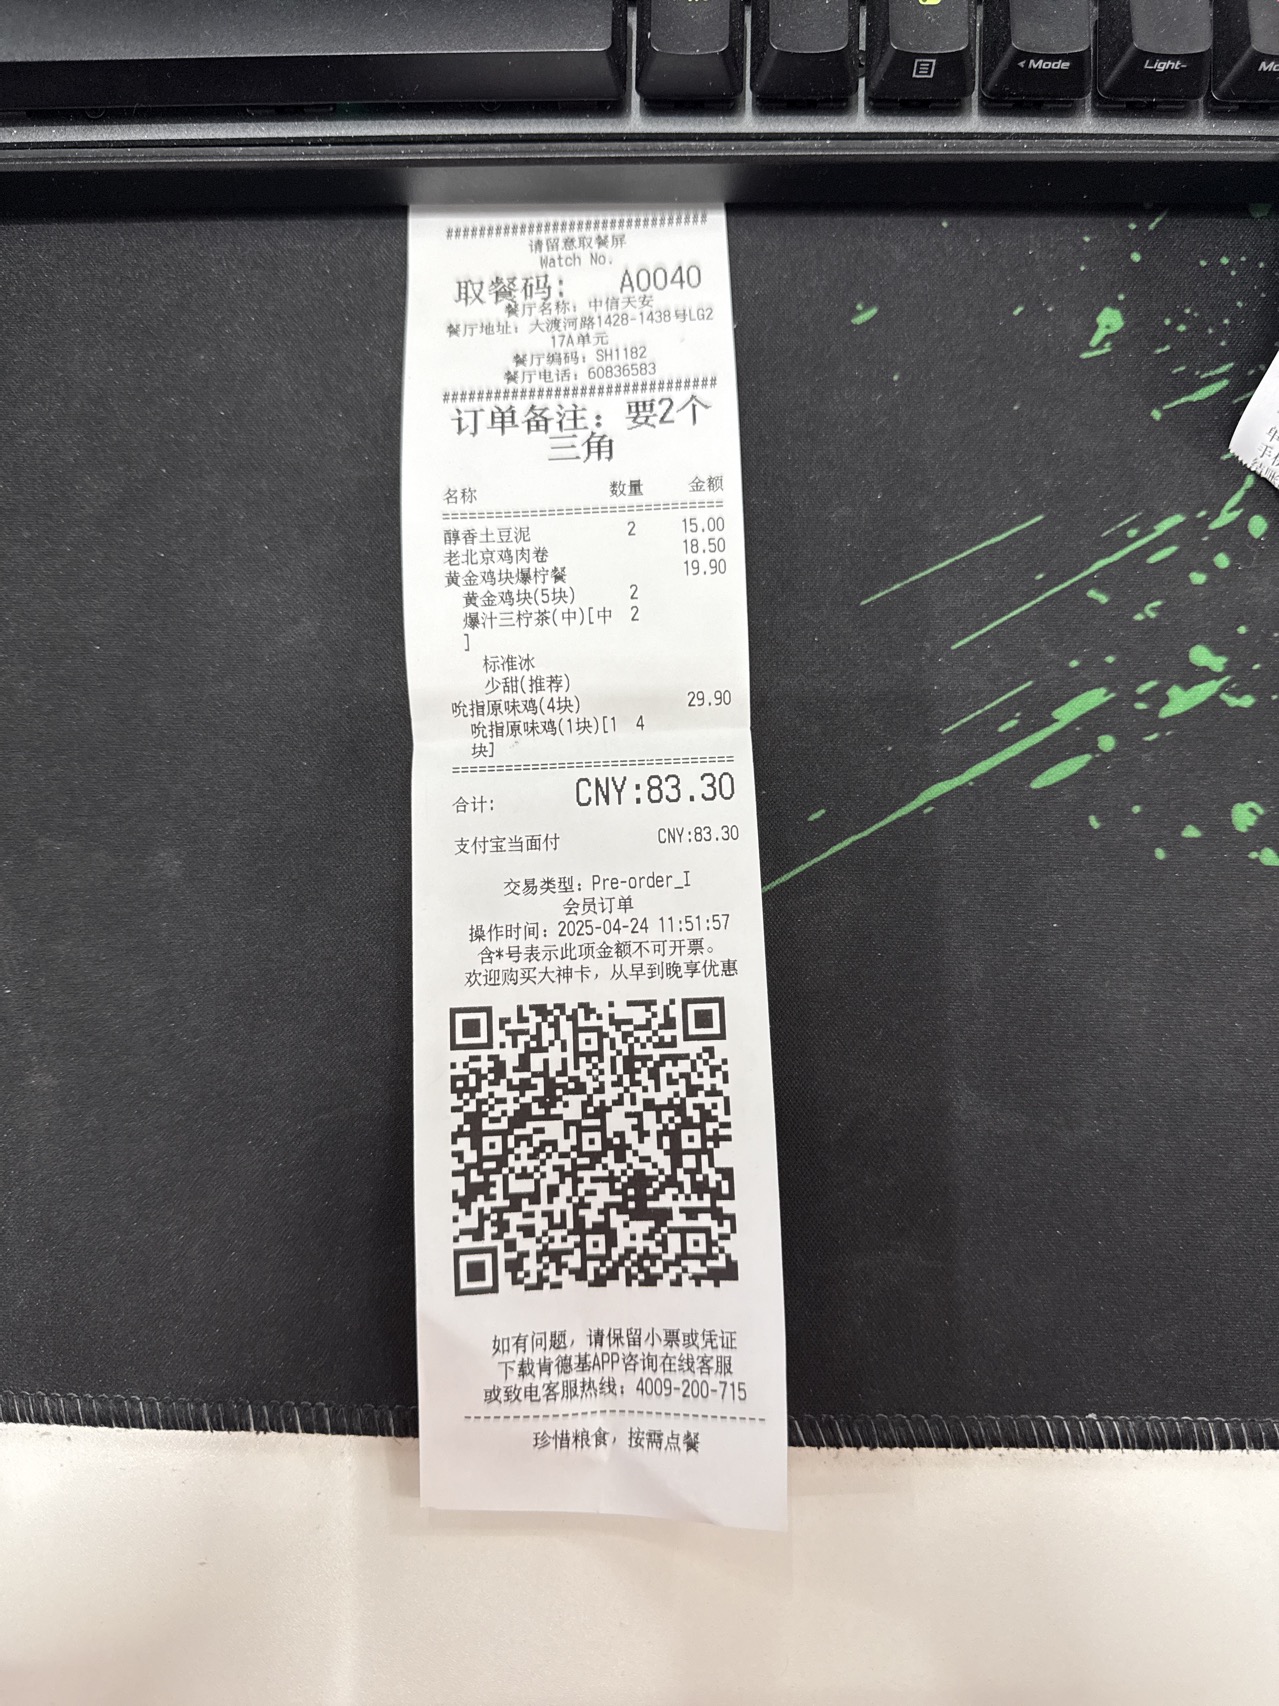 ◂Mode
Light-
################################
请留意取餐屏
Watch No.
取餐码: A0040
餐厅名称: 中信天安
餐厅地址: 大渡河路1428-1438号LG2
17A单元
餐厅编码: SH1182
餐厅电话: 60836583
################################
订单备注: 要2个
三角
名称 数量 金额
================================
醇香土豆泥 2 15.00
老北京鸡肉卷 18.50
黄金鸡块爆柠餐 19.90
黄金鸡块(5块) 2
爆汁三柠茶(中)[中 2
]
标准冰
少甜(推荐)
吮指原味鸡(4块) 29.90
吮指原味鸡(1块)[1 4
块]
================================
合计: CNY:83.30
支付宝当面付 CNY:83.30
交易类型: Pre-order_I
会员订单
操作时间: 2025-04-24 11:51:57
含*号表示此项金额不可开票。
欢迎购买大神卡, 从早到晚享优惠
如有问题, 请保留小票或凭证
下载肯德基APP咨询在线客服
或致电客服热线: 4009-200-715
--------------------------------
珍惜粮食, 按需点餐